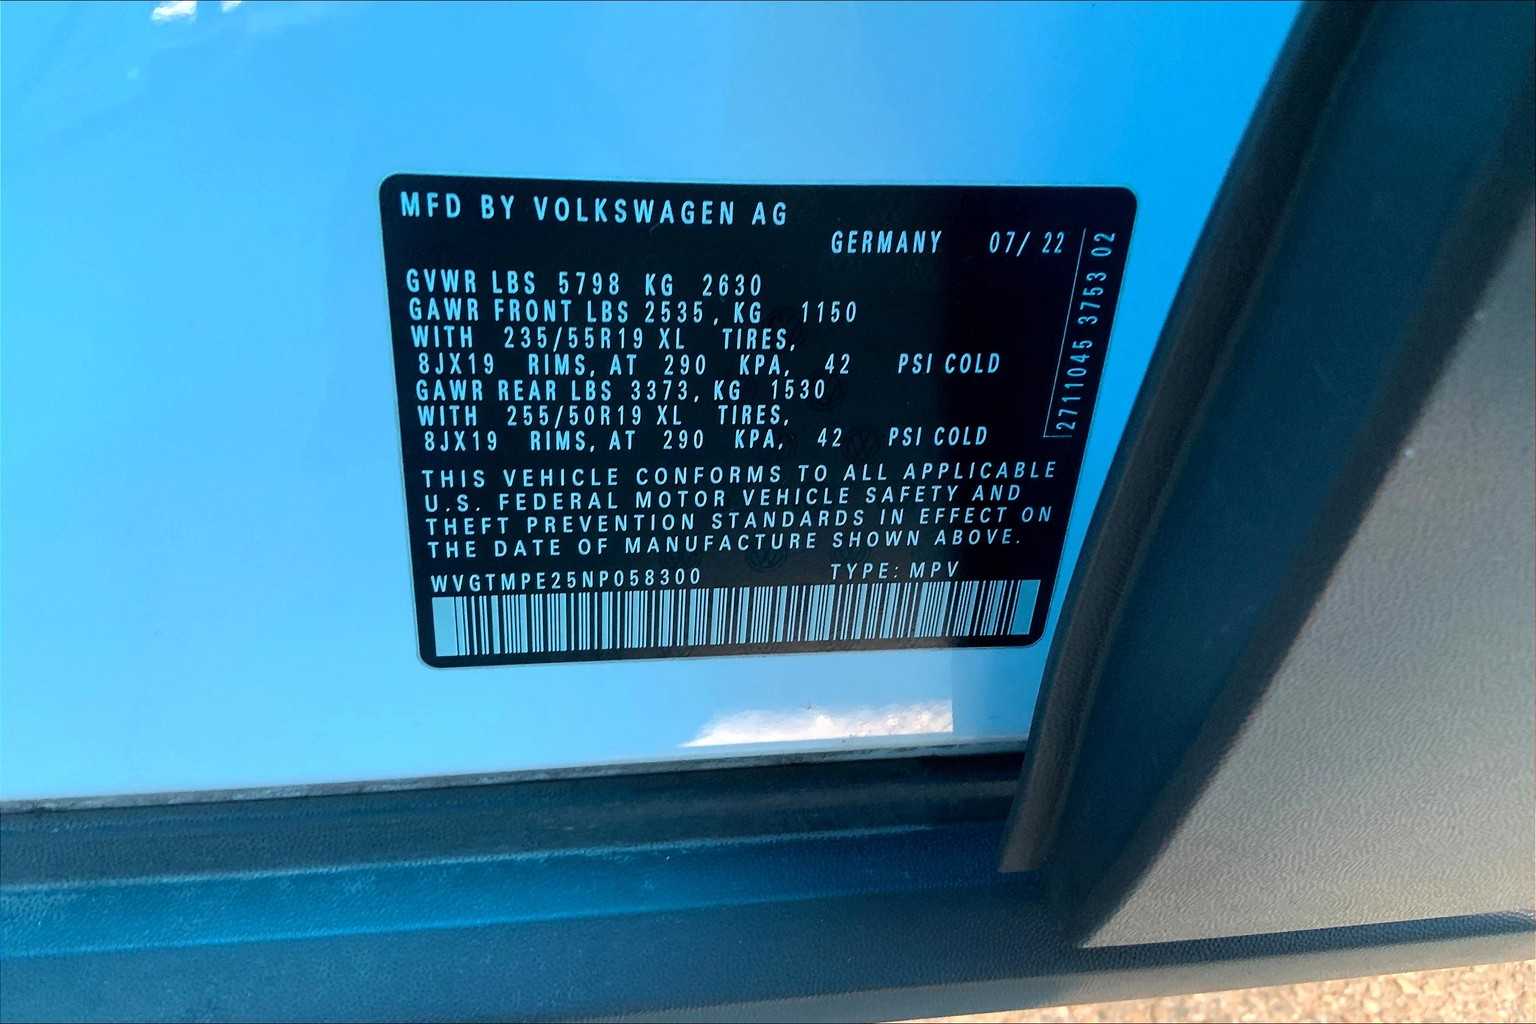 MFD BY VOLKSWAGEN AG
GERMANY 07/ 22
GVWR LBS 5798 KG 2630
GAWR FRONT LBS 2535, KG 1150
WITH 235/55R19 XL TIRES,
8JX19 RIMS, AT 290 KPA, 42 PSI COLD
GAWR REAR LBS 3373, KG 1530
WITH 255/50R19 XL TIRES,
8JX19 RIMS, AT 290 KPA, 42 PSI COLD
THIS VEHICLE CONFORMS TO ALL APPLICABLE
U.S. FEDERAL MOTOR VEHICLE SAFETY AND
THEFT PREVENTION STANDARDS IN EFFECT ON
THE DATE OF MANUFACTURE SHOWN ABOVE.
WVGTMPE25NP058300 TYPE: MPV
2711045 3753 02